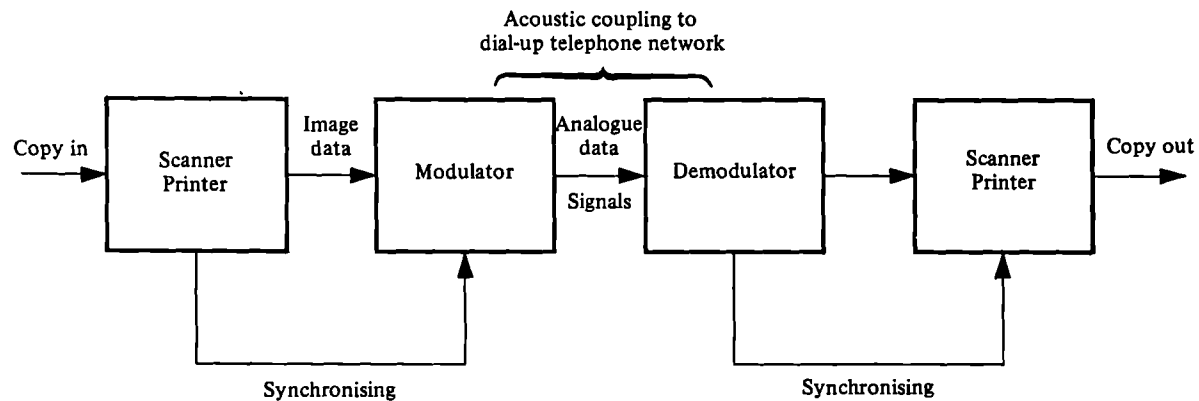 Acoustic coupling to
dial-up telephone network
Copy in
Scanner
Printer
Image
data
Modulator
Analogue
data
Signals
Demodulator
Scanner
Printer
Copy out
Synchronising
Synchronising